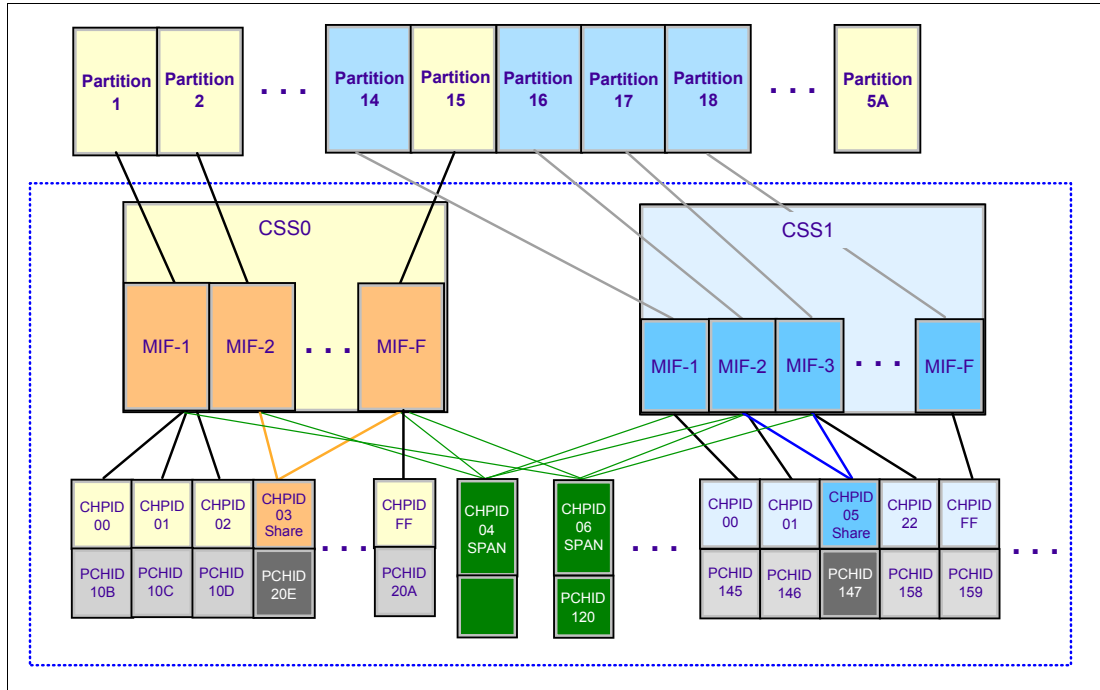 Partition
1
Partition
2
. . .
Partition
14
Partition
15
Partition
16
Partition
17
Partition
18
. . .
Partition
5A
CSS0
CSS1
MIF-1
MIF-2
. . .
MIF-F
MIF-1
MIF-2
MIF-3
. . .
MIF-F
CHPID
00
CHPID
01
CHPID
02
CHPID
03
Share
. . .
CHPID
FF
CHPID
04
SPAN
CHPID
06
SPAN
. . .
CHPID
00
CHPID
01
CHPID
05
Share
CHPID
22
CHPID
FF
. . .
PCHID
10B
PCHID
10C
PCHID
10D
PCHID
20E
PCHID
20A
PCHID
120
PCHID
145
PCHID
146
PCHID
147
PCHID
158
PCHID
159